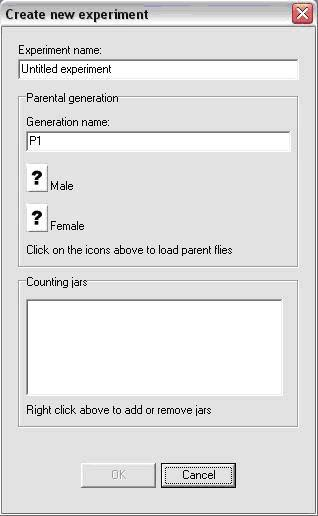 Create new experiment
Experiment name:
Untitled experiment
Parental generation
Generation name:
P1
? Male
? Female
Click on the icons above to load parent flies
Counting jars
Right click above to add or remove jars
OK Cancel